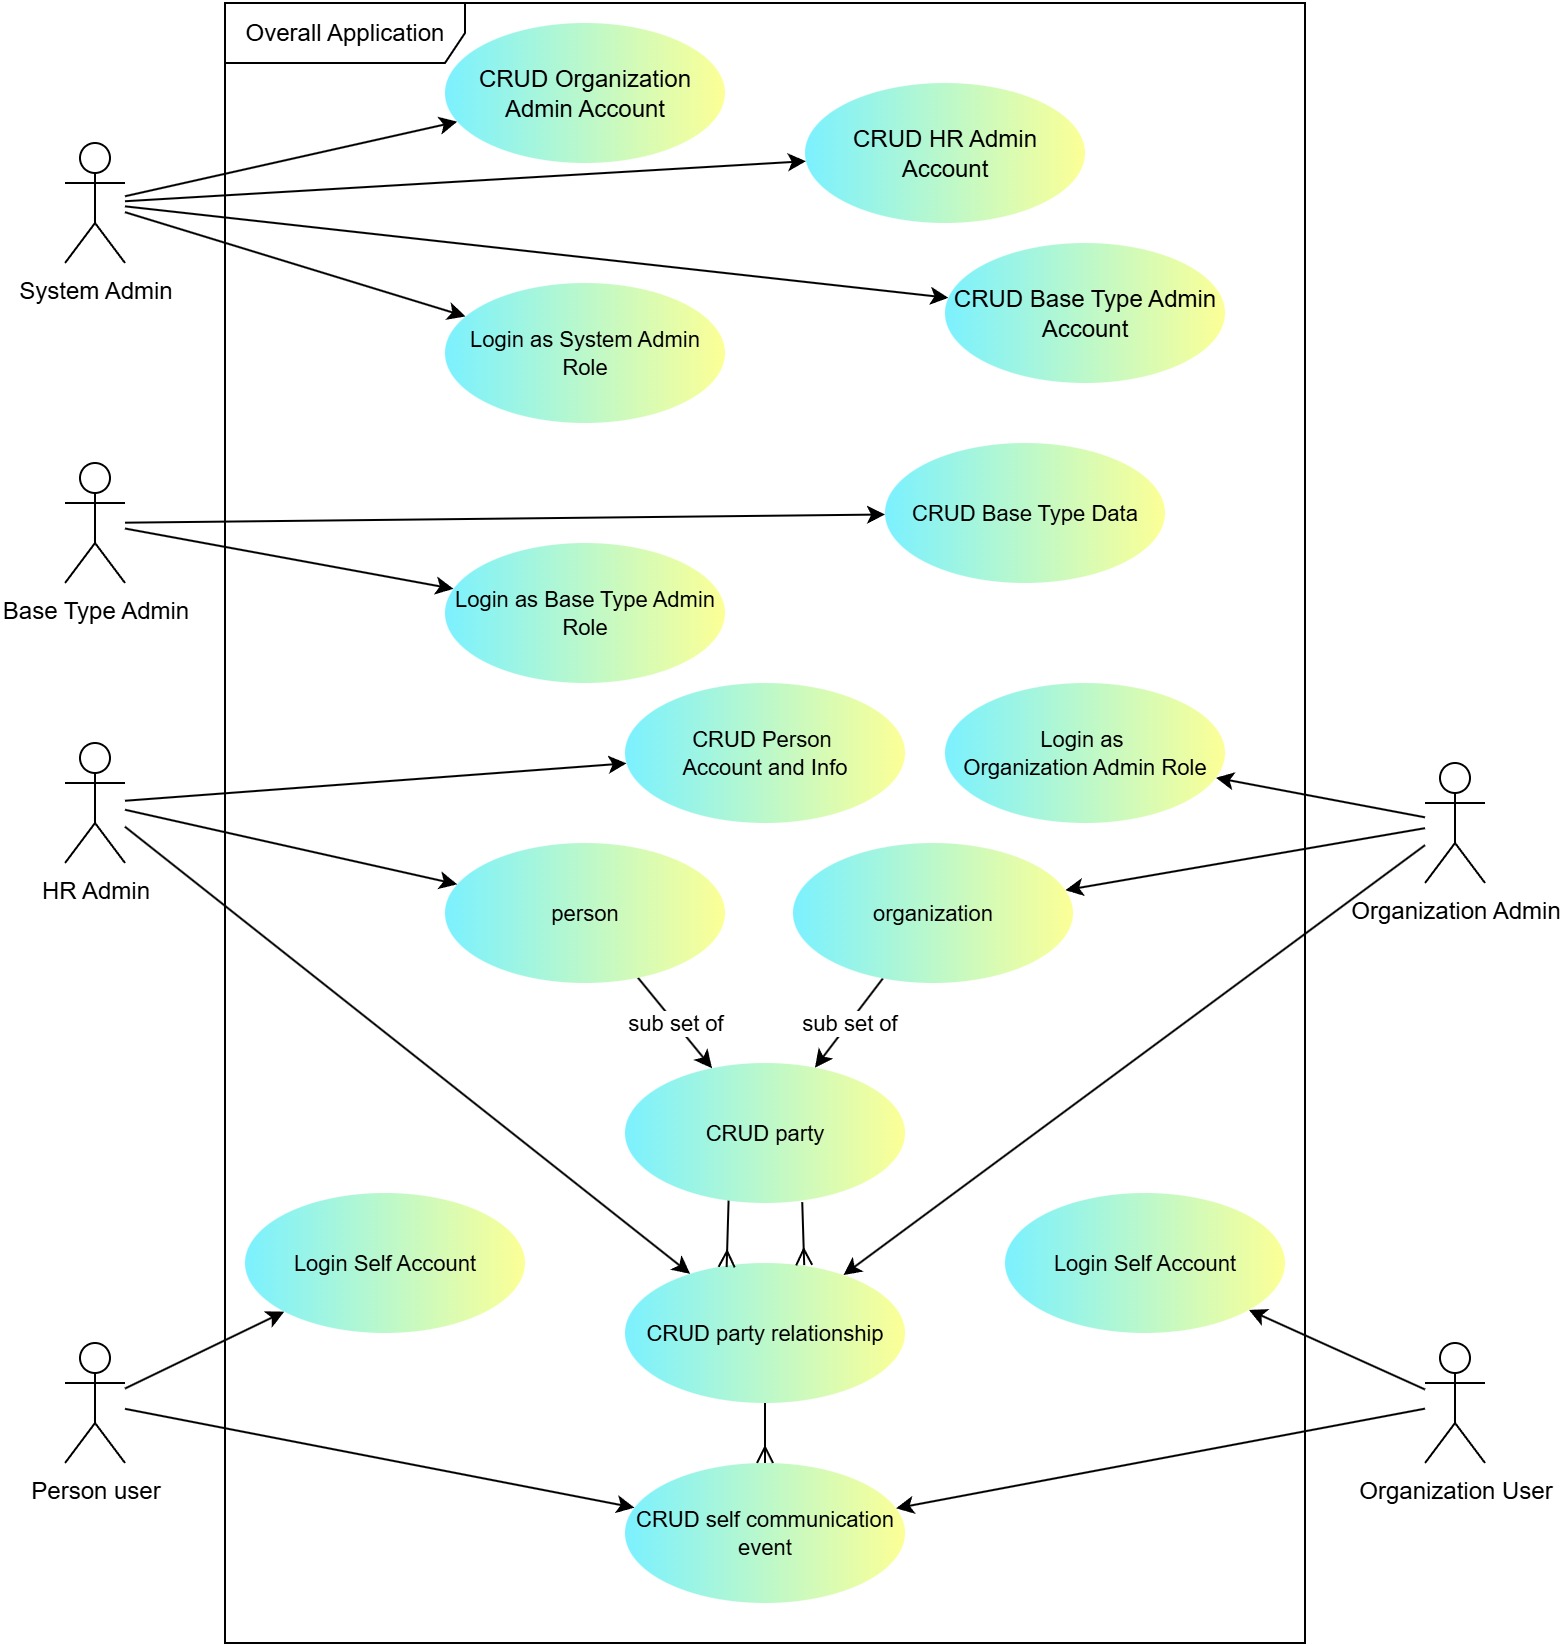 Overall Application
CRUD Organization
Admin Account
CRUD HR Admin
Account
System Admin
CRUD Base Type Admin
Account
Login as System Admin
Role
CRUD Base Type Data
Base Type Admin
Login as Base Type Admin
Role
CRUD Person
Account and Info
Login as
Organization Admin Role
HR Admin
Organization Admin
person
organization
sub set of
sub set of
CRUD party
Login Self Account
Login Self Account
CRUD party relationship
Person user
Organization User
CRUD self communication
event